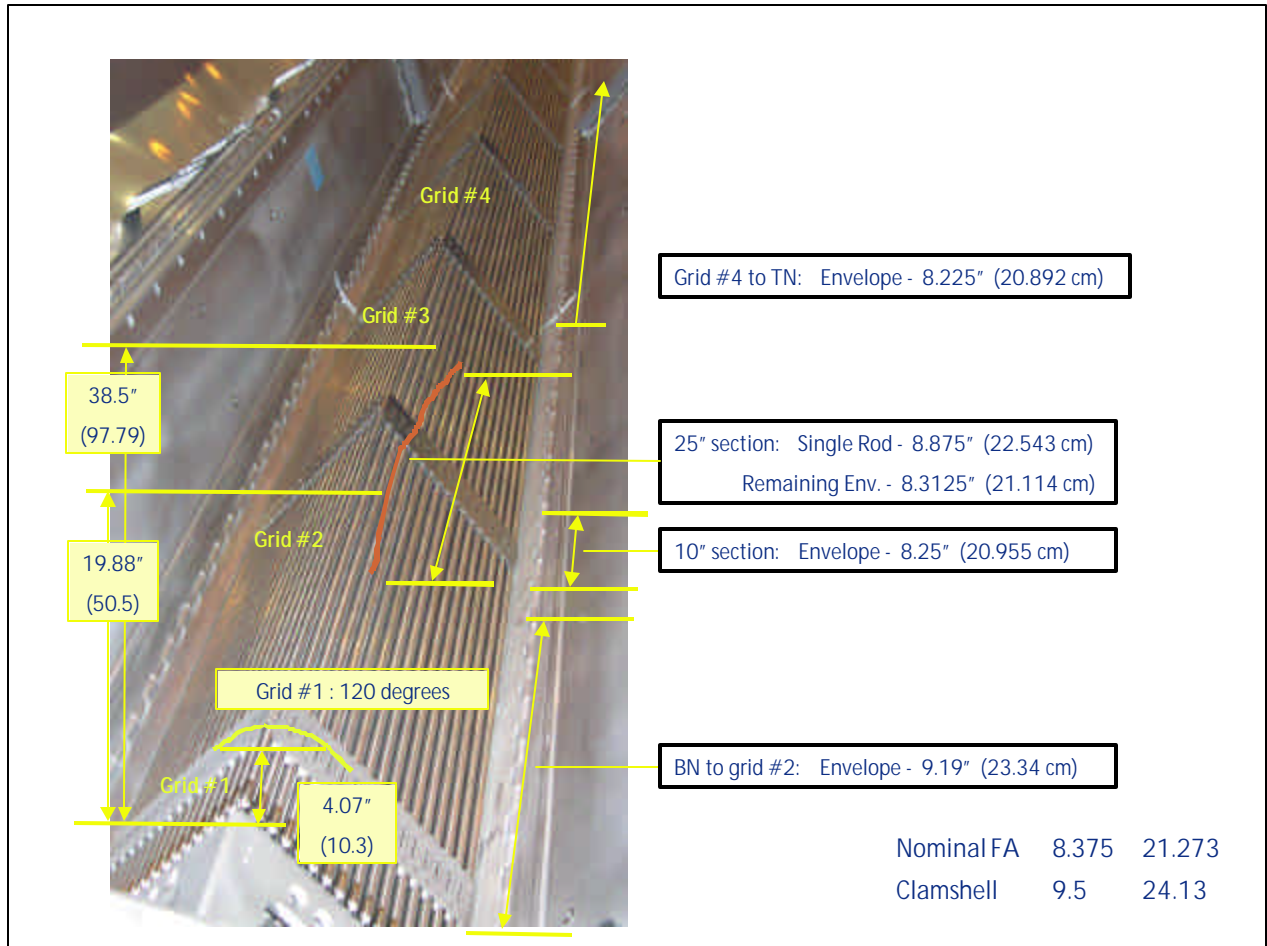 Grid #4
Grid #4 to TN: Envelope - 8.225" (20.892 cm)
Grid #3
38.5"
(97.79)
25" section: Single Rod - 8.875" (22.543 cm)
Remaining Env. - 8.3125" (21.114 cm)
Grid #2
10" section: Envelope - 8.25" (20.955 cm)
19.88"
(50.5)
Grid #1 : 120 degrees
BN to grid #2: Envelope - 9.19" (23.34 cm)
Grid #1
4.07"
(10.3)
Nominal FA 8.375 21.273
Clamshell 9.5 24.13